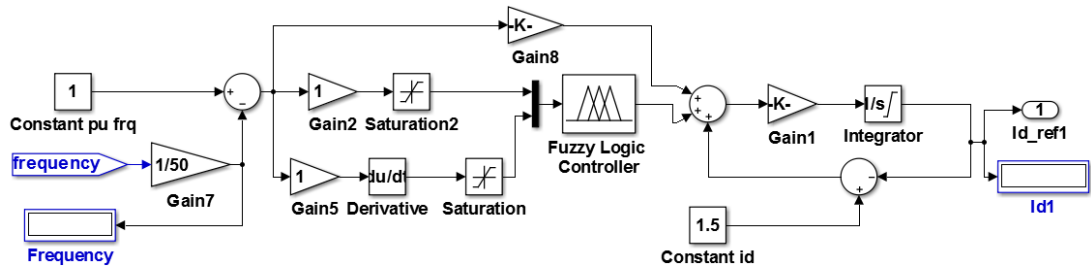 -K-
Gain8
1
Constant pu frq
+
−
1
Gain2
Saturation2
Fuzzy Logic
Controller
+
+
+
-K-
Gain1
1/s
Integrator
1
Id_ref1
frequency
1/50
Gain7
1
Gain5
du/dt
Derivative
Saturation
−
+
Id1
Frequency
1.5
Constant id